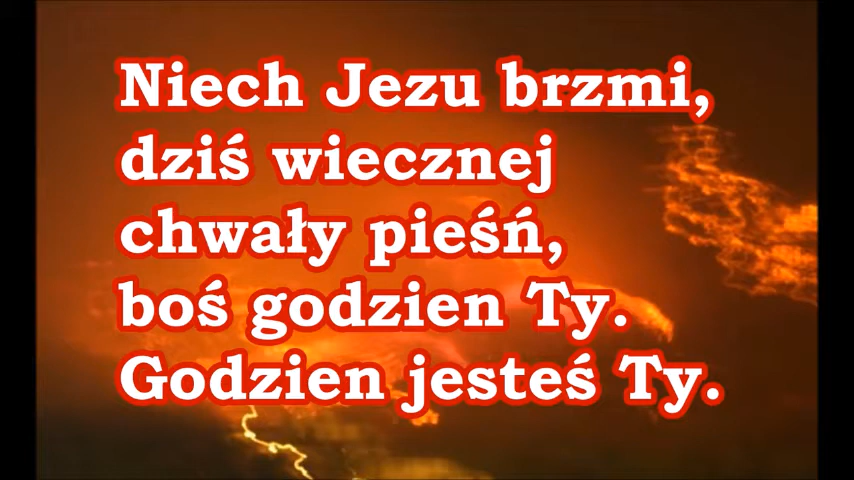 Niech Jezu brzmi,
dziś wiecznej
chwały pieśń,
boś godzien Ty.
Godzien jesteś Ty.